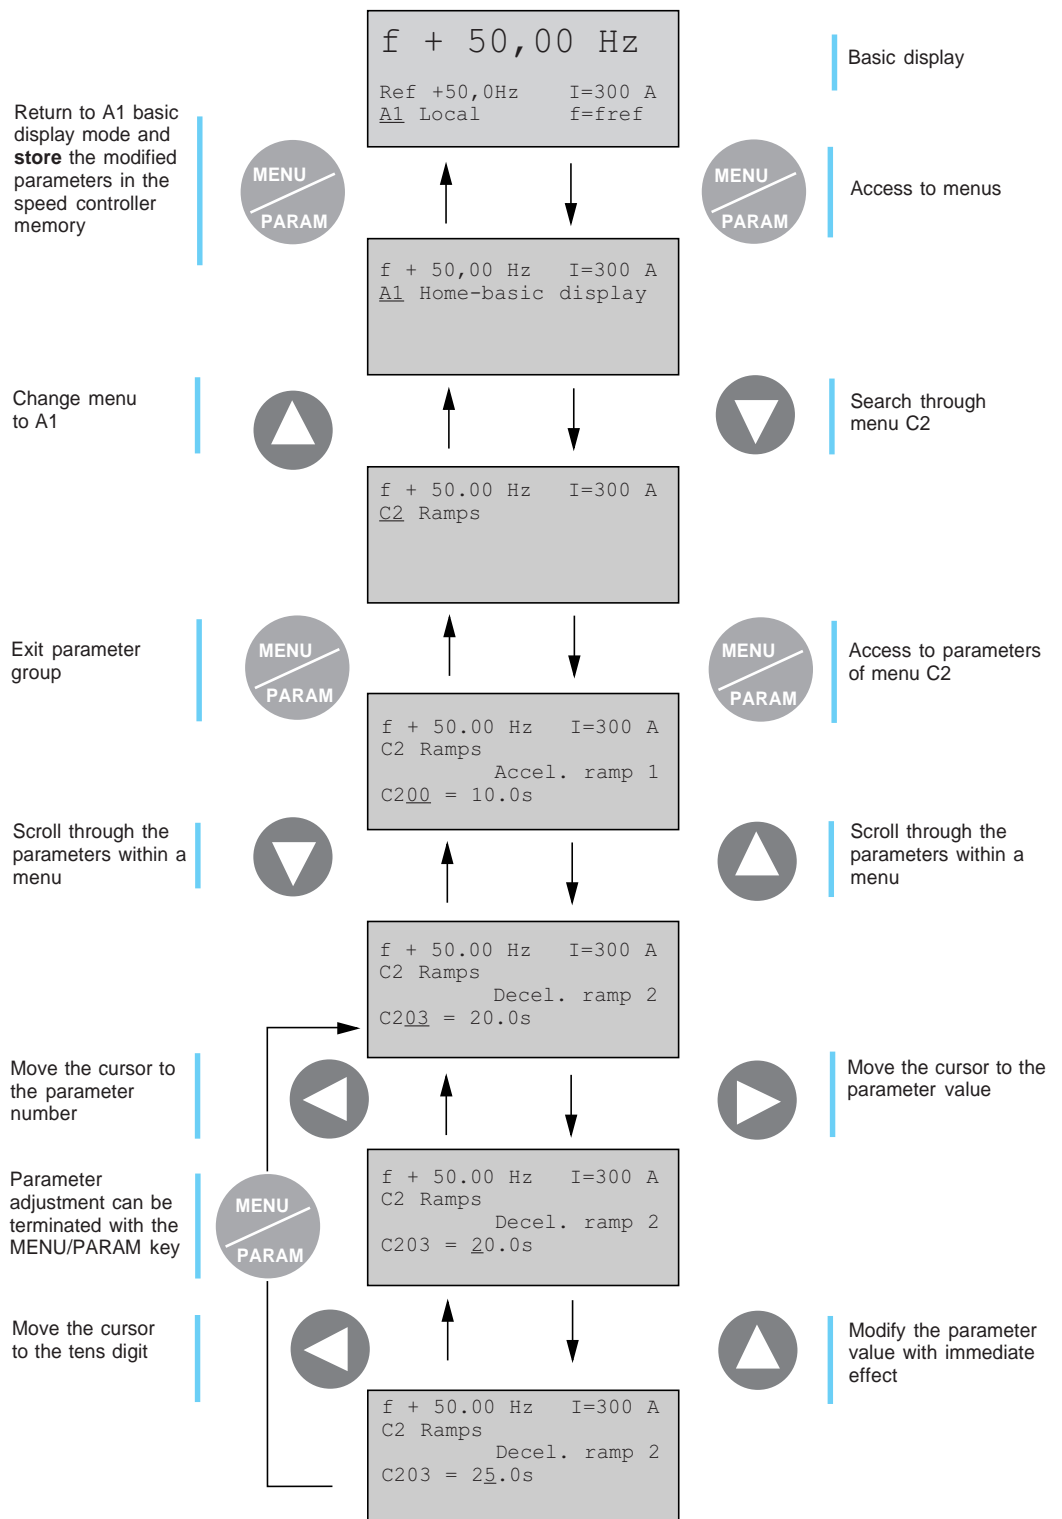 f + 50,00 Hz
Ref +50,0Hz I=300 A
A1 Local f=fref
Basic display
Return to A1 basic
display mode and
store the modified
parameters in the
speed controller
memory
MENU
PARAM
MENU
PARAM
Access to menus
f + 50,00 Hz I=300 A
A1 Home-basic display
Change menu
to A1
Search through
menu C2
f + 50.00 Hz I=300 A
C2 Ramps
Exit parameter
group
MENU
PARAM
MENU
PARAM
Access to parameters
of menu C2
f + 50.00 Hz I=300 A
C2 Ramps
Accel. ramp 1
C200 = 10.0s
Scroll through the
parameters within a
menu
Scroll through the
parameters within a
menu
f + 50.00 Hz I=300 A
C2 Ramps
Decel. ramp 2
C203 = 20.0s
Move the cursor to
the parameter
number
Move the cursor to the
parameter value
Parameter
adjustment can be
terminated with the
MENU/PARAM key
MENU
PARAM
f + 50.00 Hz I=300 A
C2 Ramps
Decel. ramp 2
C203 = 20.0s
Move the cursor
to the tens digit
Modify the parameter
value with immediate
effect
f + 50.00 Hz I=300 A
C2 Ramps
Decel. ramp 2
C203 = 25.0s